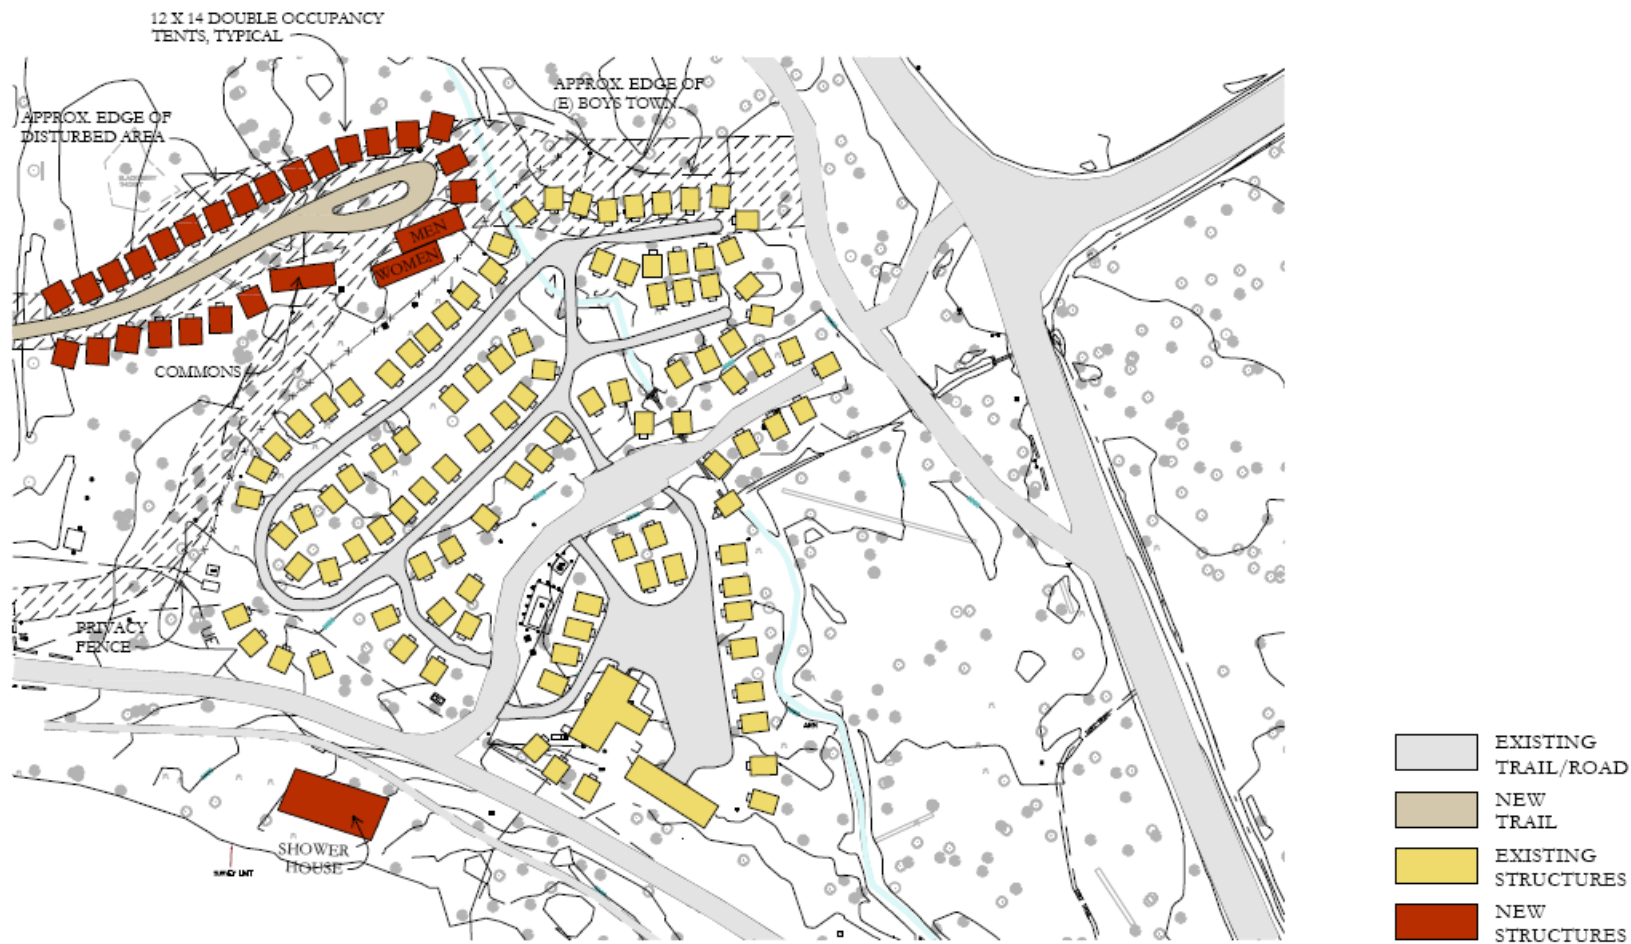 12 X 14 DOUBLE OCCUPANCY
TENTS, TYPICAL
APPROX. EDGE OF
(E) BOYS TOWN
APPROX. EDGE OF
DISTURBED AREA
MEN
WOMEN
COMMONS
PRIVACY
FENCE
SHOWER
HOUSE
EXISTING
TRAIL/ROAD
NEW
TRAIL
EXISTING
STRUCTURES
NEW
STRUCTURES